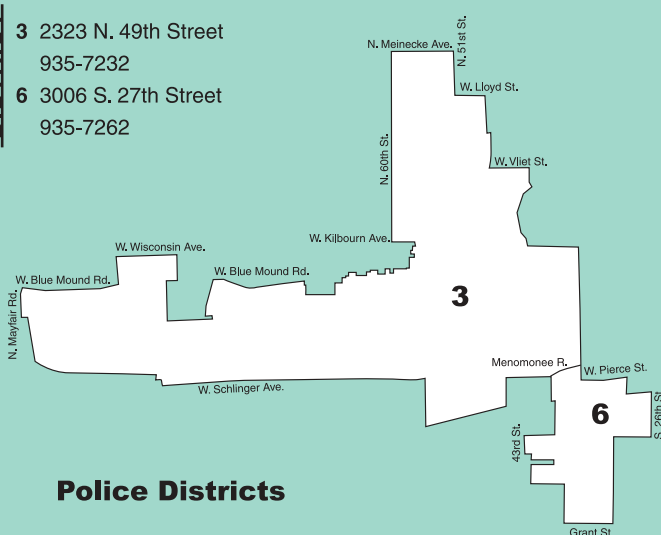 3 2323 N. 49th Street
935-7232
6 3006 S. 27th Street
935-7262
N. Meinecke Ave.
N. 51st St.
W. Lloyd St.
N. 60th St.
W. Vliet St.
W. Kilbourn Ave.
W. Wisconsin Ave.
W. Blue Mound Rd.
W. Blue Mound Rd.
N. Mayfair Rd.
3
Menomonee R.
W. Pierce St.
W. Schlinger Ave.
6
S. 26th St.
43rd St.
Police Districts
Grant St.